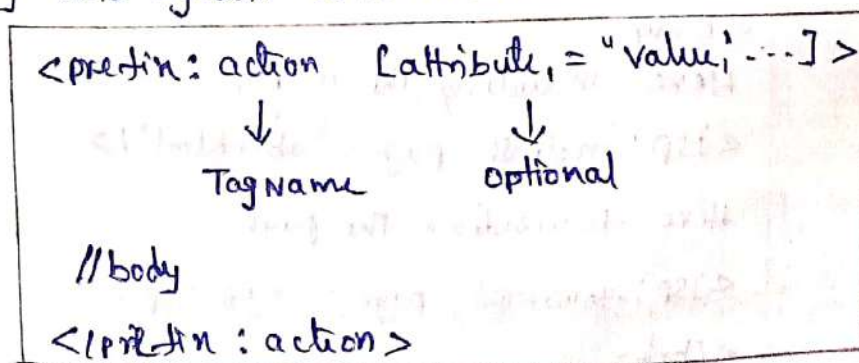 <prefix : action [attribute, = "value," ....] >
↓ ↓
Tag Name optional
//body
</prefix : action>